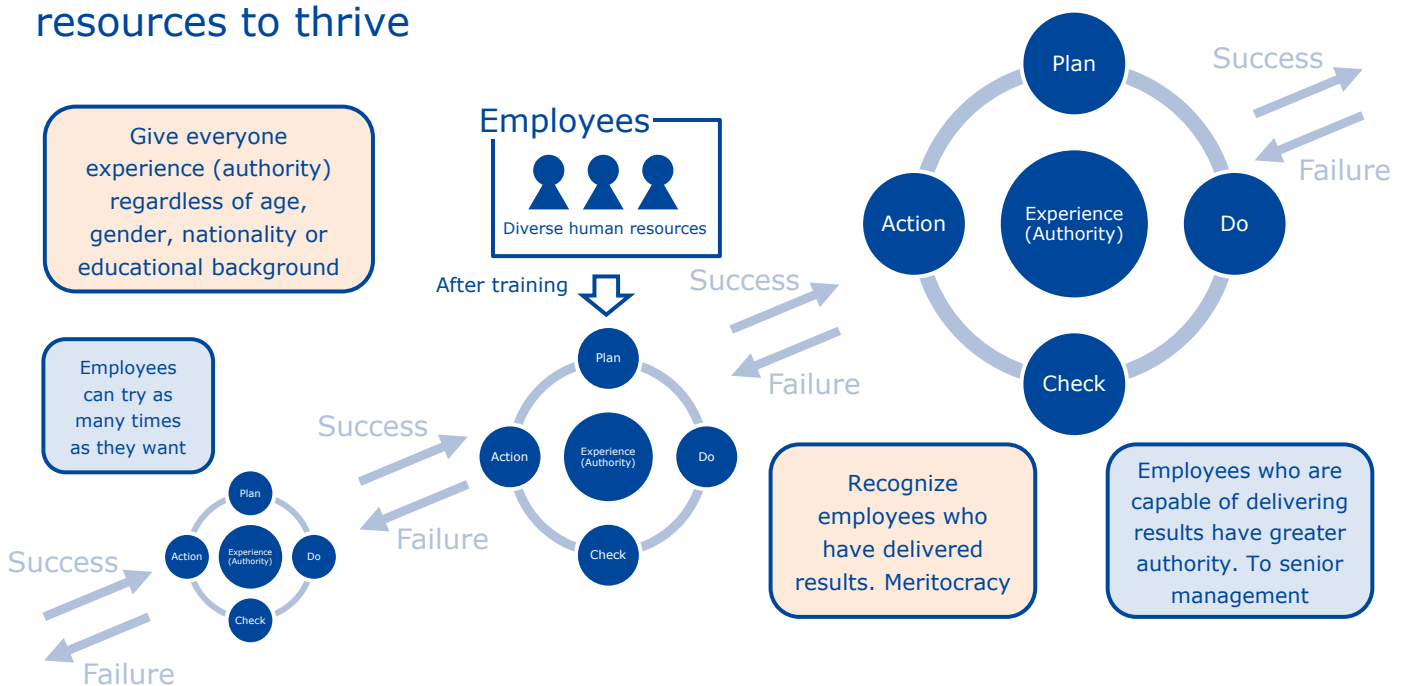 resources to thrive
Give everyone
experience (authority)
regardless of age,
gender, nationality or
educational background
Employees
Diverse human resources
After training
Employees
can try as
many times
as they want
Success
Failure
Plan
Do
Check
Action
Experience
(Authority)
Success
Failure
Plan
Do
Check
Action
Experience
(Authority)
Success
Failure
Plan
Do
Check
Action
Experience
(Authority)
Success
Failure
Recognize
employees who
have delivered
results. Meritocracy
Employees who are
capable of delivering
results have greater
authority. To senior
management